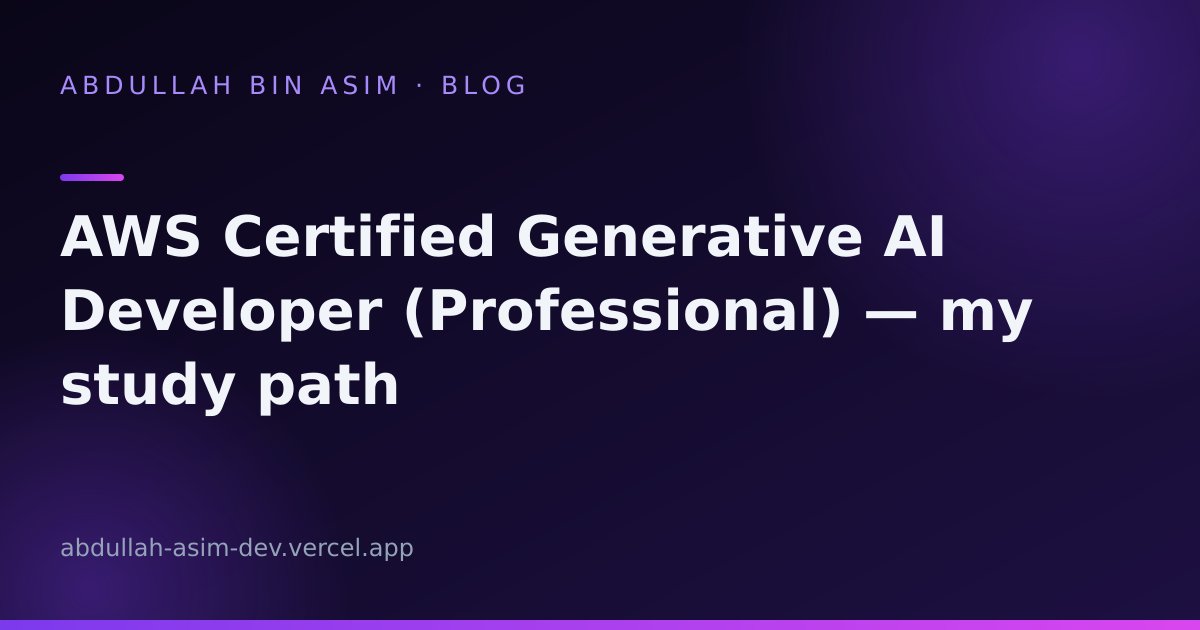 ABDULLAH BIN ASIM · BLOG
AWS Certified Generative AI
Developer (Professional) — my
study path
abdullah-asim-dev.vercel.app